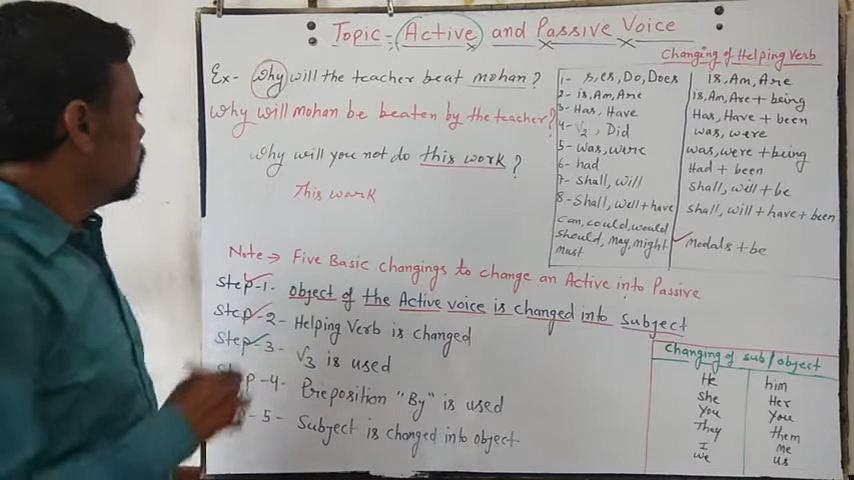 Topic:- Active and Passive Voice
Ex- Why will the teacher beat mohan?
Why will mohan be beaten by the teacher?
Why will you not do this work?
This work
Changing of Helping Verb
1- s, es, Do, Does is, Am, Are
2- is, Am, Are is, Am, Are + being
3- Has, Have Has, Have + been
4- V2, Did was, were
5- was, were was, were + being
6- had Had + been
7- shall, will shall, will + be
8- Shall, well + have shall, will + have + been
can, could, would
should, may, might Modals + be
must
Note → Five Basic changings to change an Active into Passive
Step-1. object of the Active voice is changed into Subject
Step-2- Helping Verb is changed
Step-3- V3 is used
p-4- Preposition "By" is used
-5- Subject is changed into object
Changing of sub/object
He him
She Her
You You
They them
I me
we us